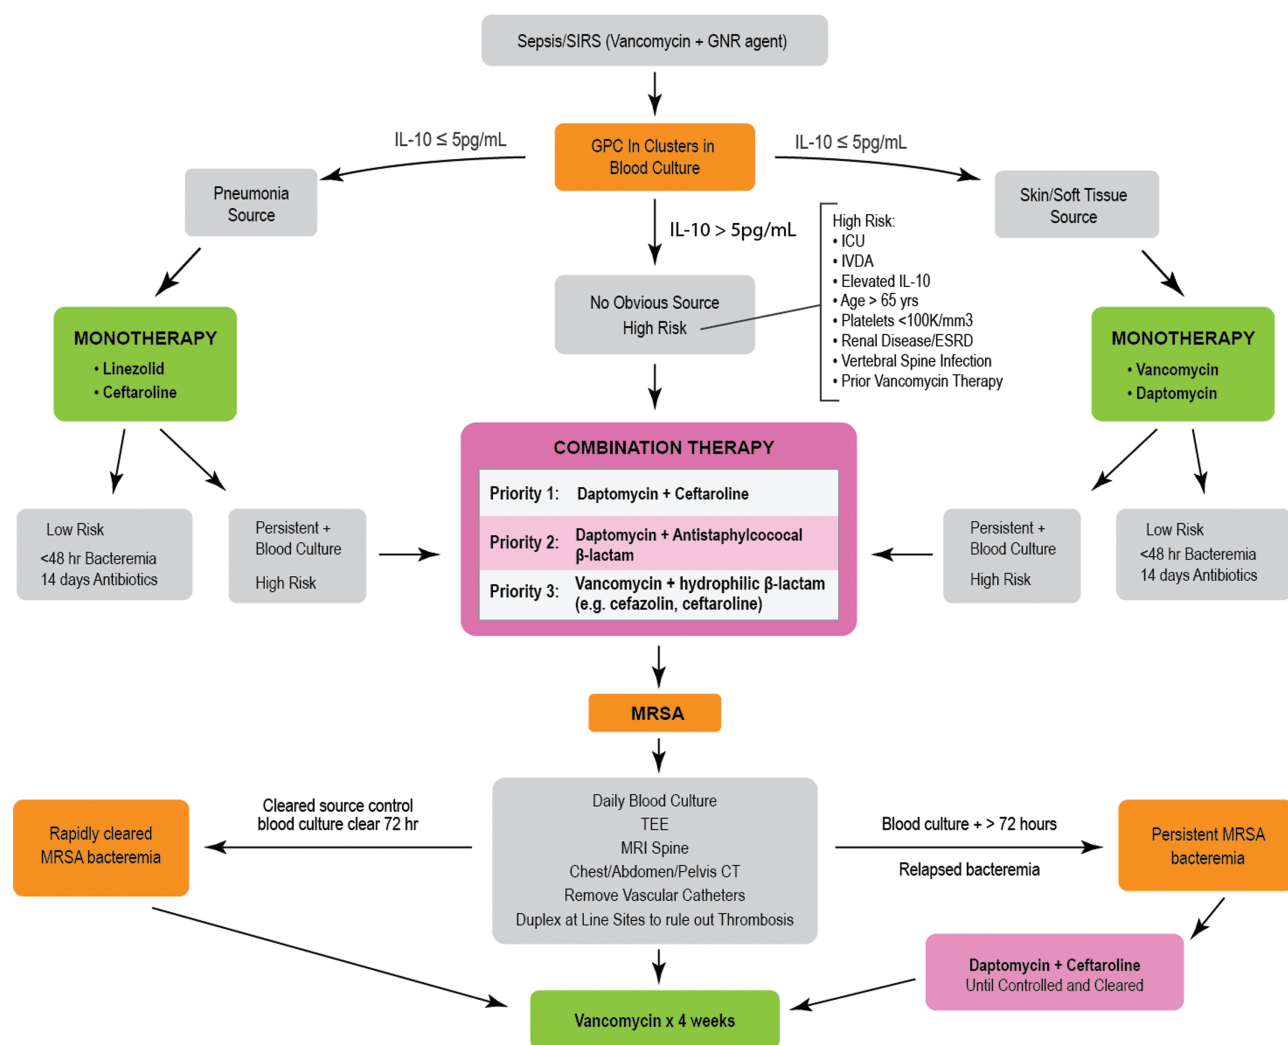 Sepsis/SIRS (Vancomycin + GNR agent)
IL-10 ≤ 5pg/mL
GPC In Clusters in
Blood Culture
IL-10 ≤ 5pg/mL
Pneumonia
Source
Skin/Soft Tissue
Source
IL-10 > 5pg/mL
High Risk:
• ICU
• IVDA
• Elevated IL-10
• Age > 65 yrs
• Platelets <100K/mm3
• Renal Disease/ESRD
• Vertebral Spine Infection
• Prior Vancomycin Therapy
No Obvious Source
High Risk
MONOTHERAPY
• Linezolid
• Ceftaroline
MONOTHERAPY
• Vancomycin
• Daptomycin
COMBINATION THERAPY
Priority 1: Daptomycin + Ceftaroline
Priority 2: Daptomycin + Antistaphylcococal
β-lactam
Priority 3: Vancomycin + hydrophilic β-lactam
(e.g. cefazolin, ceftaroline)
Low Risk
<48 hr Bacteremia
14 days Antibiotics
Persistent +
Blood Culture
High Risk
Persistent +
Blood Culture
High Risk
Low Risk
<48 hr Bacteremia
14 days Antibiotics
MRSA
Daily Blood Culture
TEE
MRI Spine
Chest/Abdomen/Pelvis CT
Remove Vascular Catheters
Duplex at Line Sites to rule out Thrombosis
Cleared source control
blood culture clear 72 hr
Rapidly cleared
MRSA bacteremia
Blood culture + > 72 hours
Relapsed bacteremia
Persistent MRSA
bacteremia
Daptomycin + Ceftaroline
Until Controlled and Cleared
Vancomycin x 4 weeks